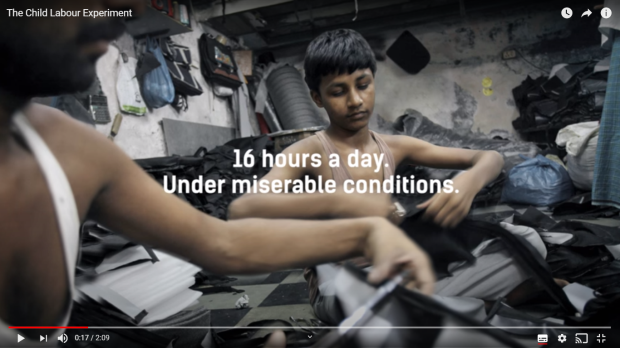 The Child Labour Experiment
16 hours a day.
Under miserable conditions.
0:17 / 2:09